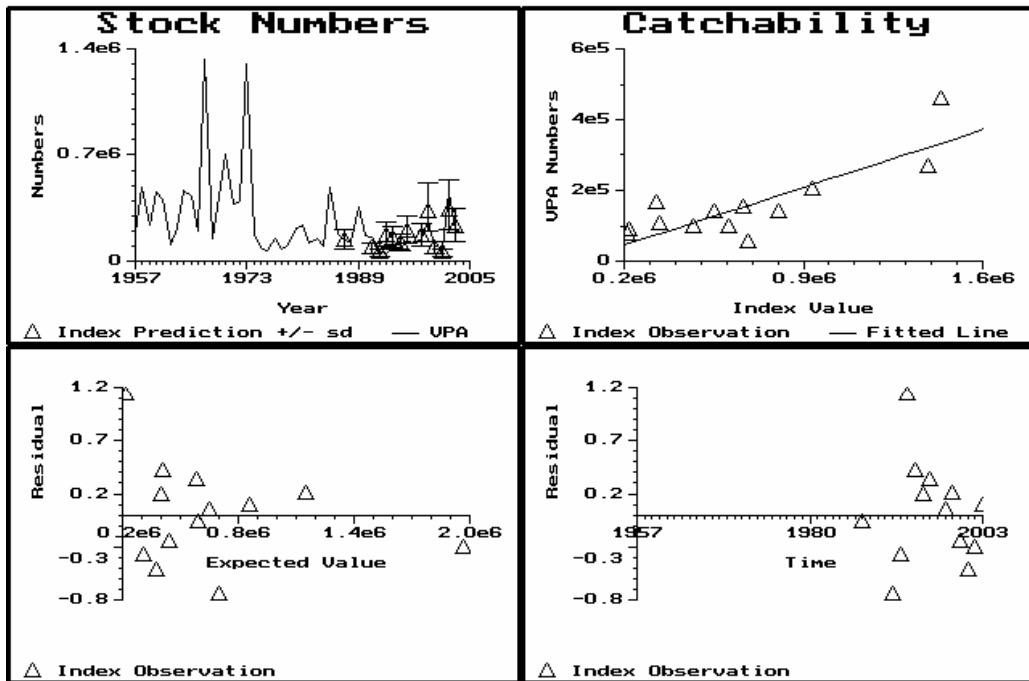 Stock Numbers
1.4e6
0.7e6
0
Numbers
1957
1973
1989
2005
Year
△ Index Prediction +/- sd — VPA
Catchability
6e5
4e5
2e5
0
VPA Numbers
0.2e6
0.9e6
1.6e6
Index Value
△ Index Observation — Fitted Line
1.2
0.7
0.2
-0.3
-0.8
Residual
0.2e6
0.8e6
1.4e6
2.0e6
Expected Value
△ Index Observation
1.2
0.7
0.2
-0.3
-0.8
Residual
1957
1980
2003
Time
△ Index Observation